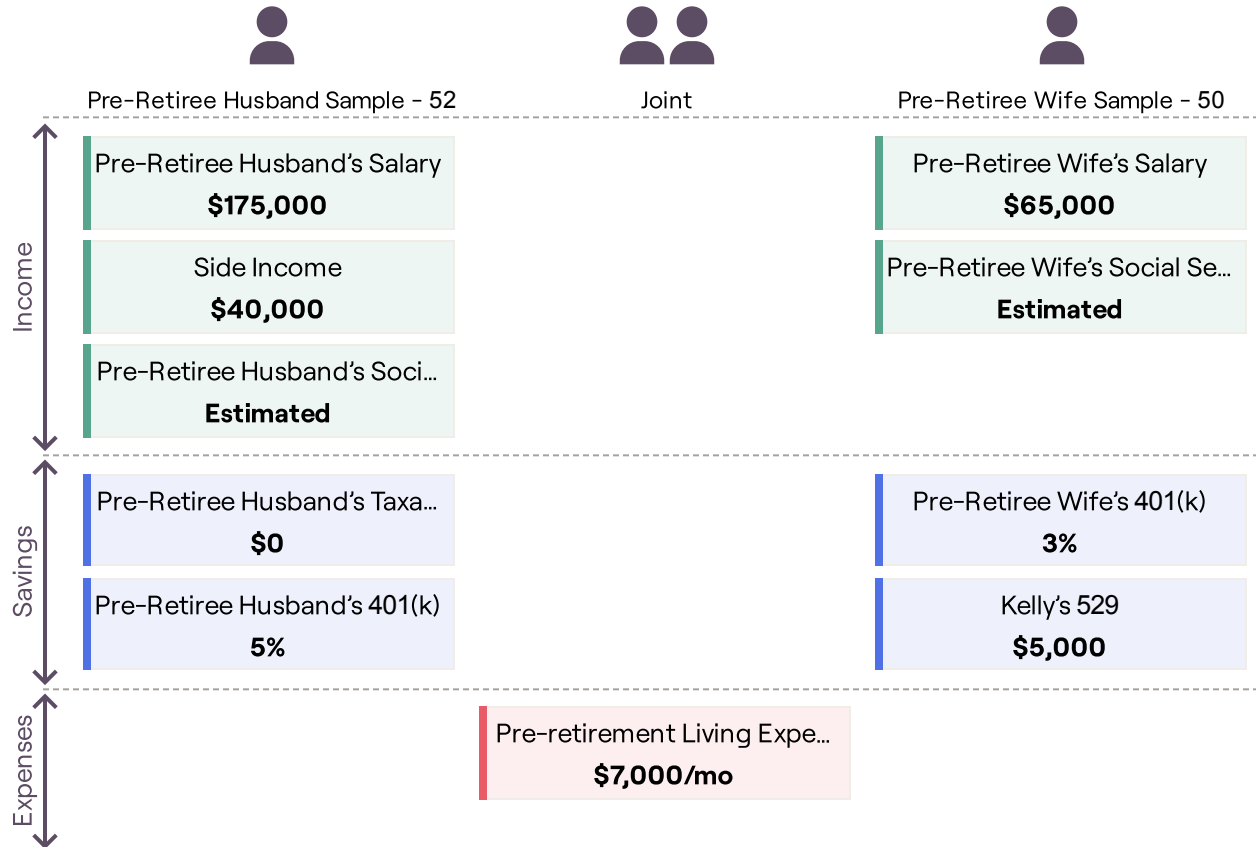 Pre-Retiree Husband Sample - 52
Joint
Pre-Retiree Wife Sample - 50
Income
Pre-Retiree Husband's Salary
$175,000
Pre-Retiree Wife's Salary
$65,000
Side Income
$40,000
Pre-Retiree Wife's Social Se...
Estimated
Pre-Retiree Husband's Soci...
Estimated
Savings
Pre-Retiree Husband's Taxa...
$0
Pre-Retiree Wife's 401(k)
3%
Pre-Retiree Husband's 401(k)
5%
Kelly's 529
$5,000
Expenses
Pre-retirement Living Expe...
$7,000/mo